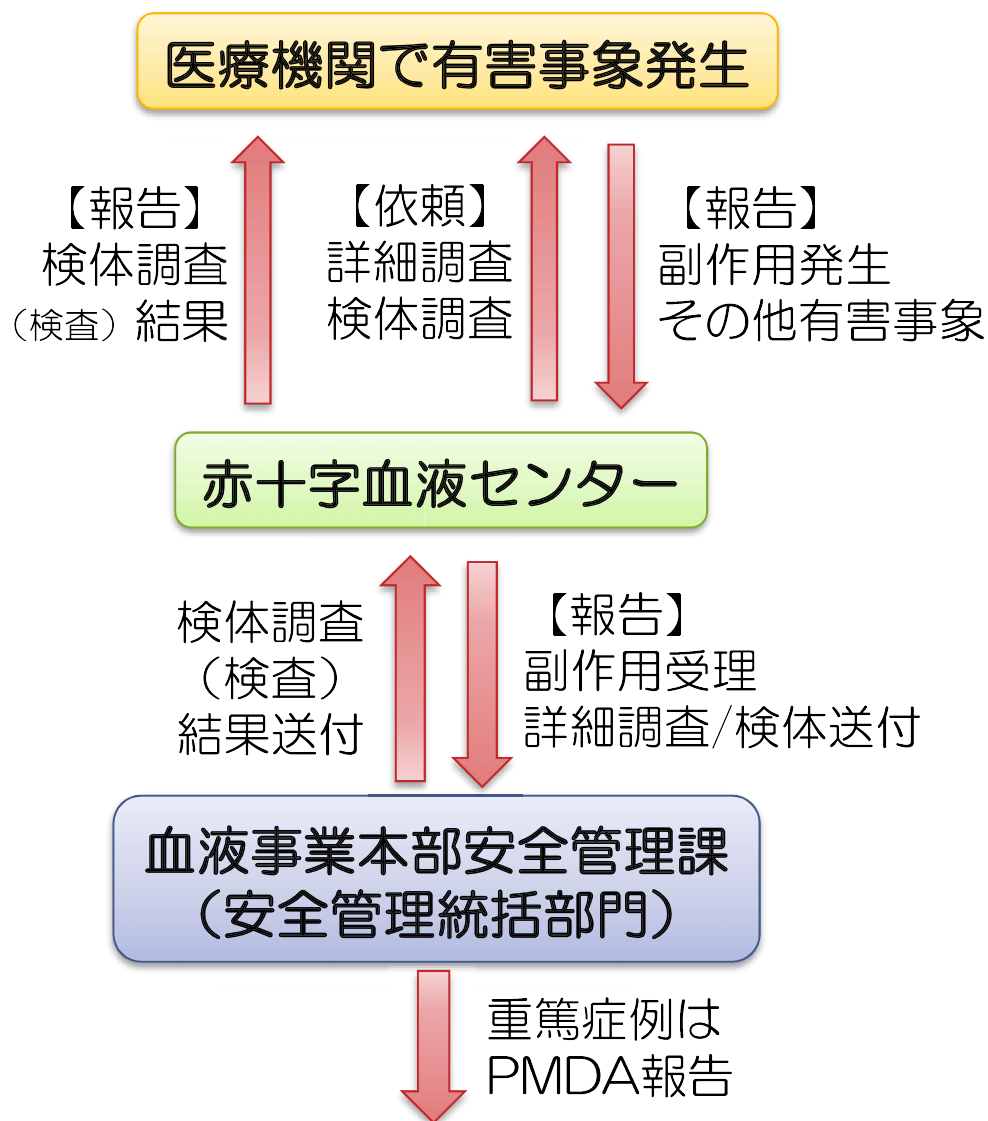 医療機関で有害事象発生
【報告】
検体調査
（検査）結果
【依頼】
詳細調査
検体調査
【報告】
副作用発生
その他有害事象
赤十字血液センター
検体調査
（検査）
結果送付
【報告】
副作用受理
詳細調査/検体送付
血液事業本部安全管理課
（安全管理統括部門）
重篤症例は
PMDA報告